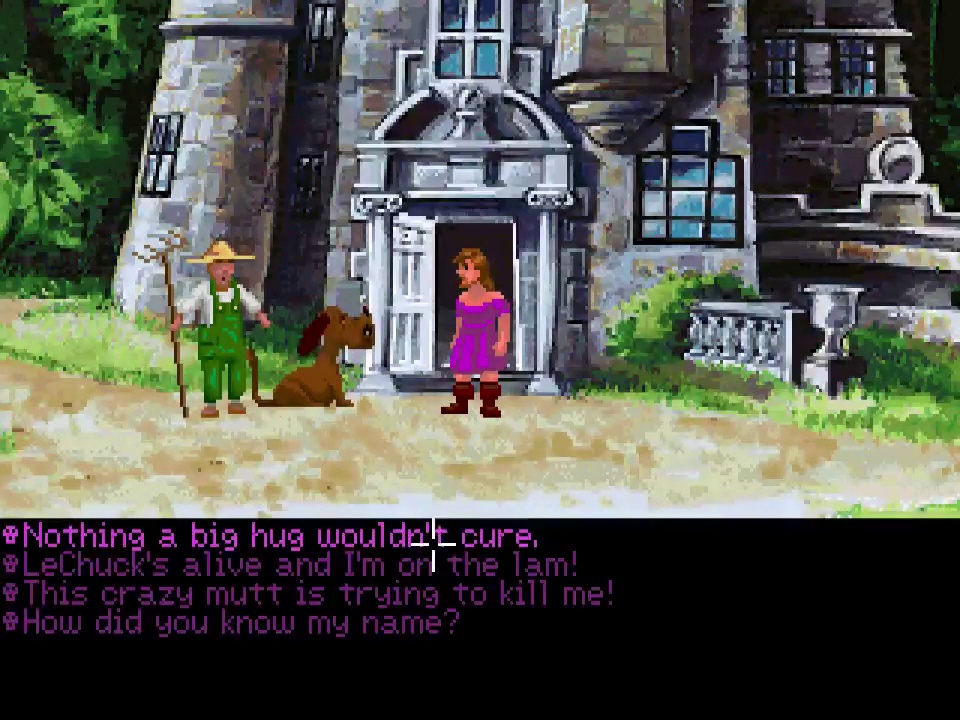 Nothing a big hug wouldn't cure.
LeChuck's alive and I'm on the lam!
This crazy mutt is trying to kill me!
How did you know my name?